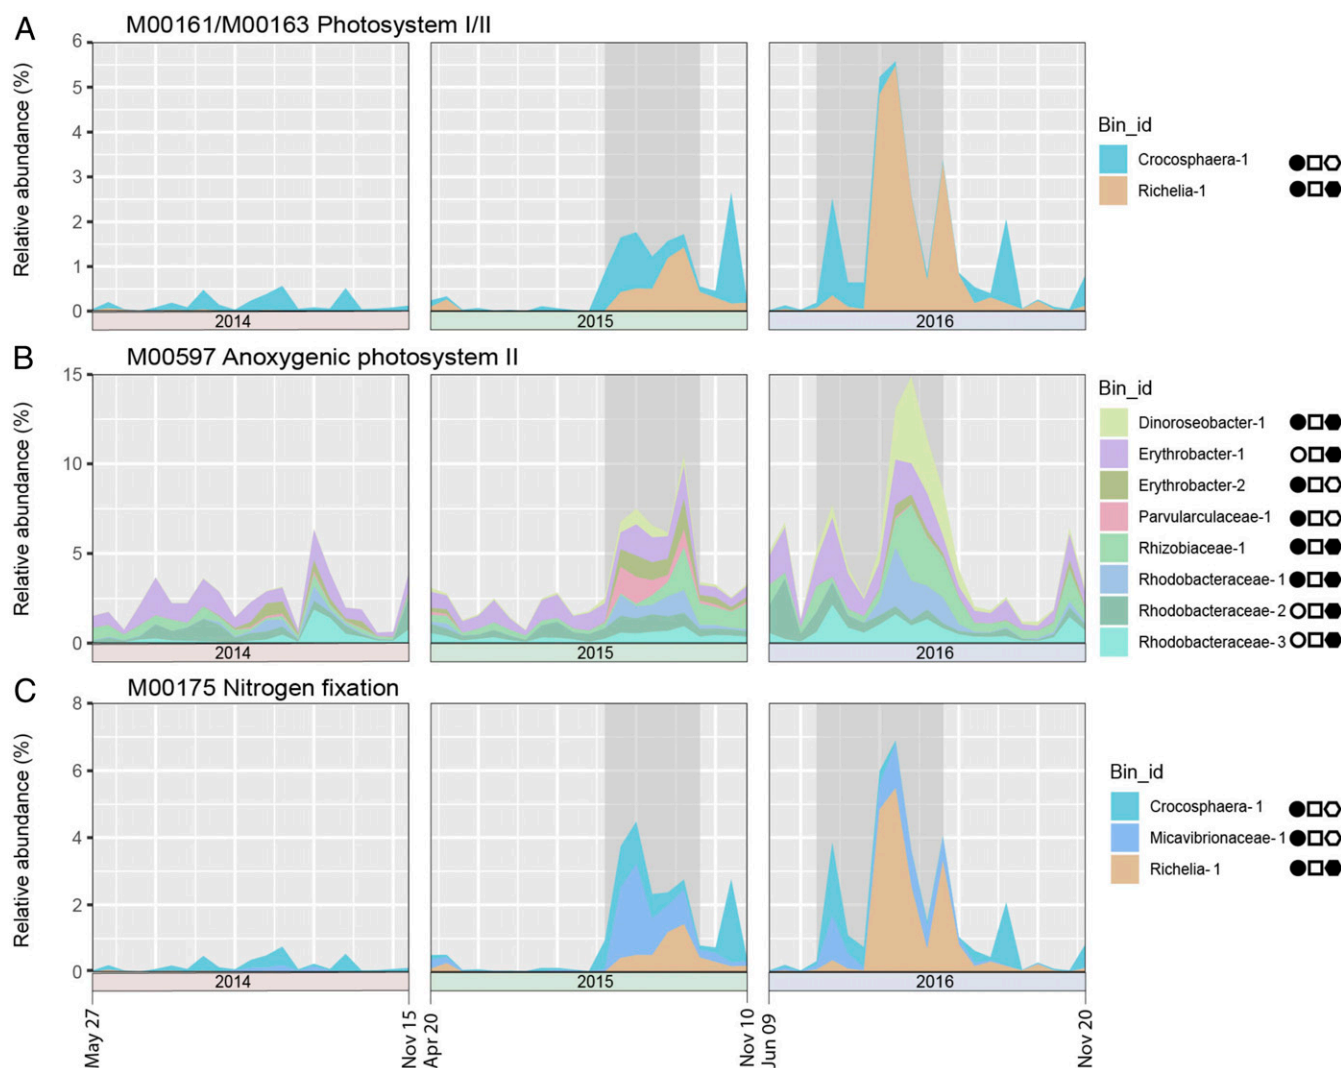 A
M00161/M00163 Photosystem I/II
Relative abundance (%)
6
5
4
3
2
1
0
2014
2015
2016
Bin_id
Crocosphaera-1
Richelia-1
B
M00597 Anoxygenic photosystem II
Relative abundance (%)
15
10
5
0
2014
2015
2016
Bin_id
Dinoroseobacter-1
Erythrobacter-1
Erythrobacter-2
Parvularculaceae-1
Rhizobiaceae-1
Rhodobacteraceae-1
Rhodobacteraceae-2
Rhodobacteraceae-3
C
M00175 Nitrogen fixation
Relative abundance (%)
8
6
4
2
0
2014
2015
2016
Bin_id
Crocosphaera-1
Micavibrionaceae-1
Richelia-1
May 27
Nov 15
Apr 20
Nov 10
Jun 09
Nov 20